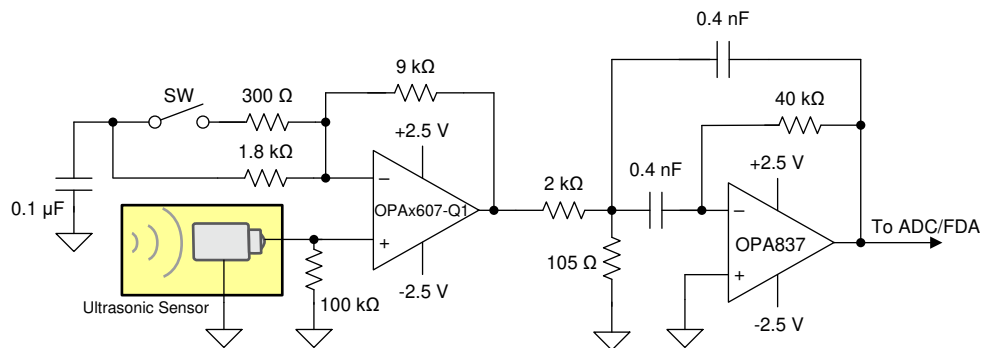 0.4 nF
9 kΩ
SW
300 Ω
40 kΩ
+2.5 V
1.8 kΩ
0.4 nF
+2.5 V
2 kΩ
0.1 µF
−
OPAx607-Q1
+
−
OPA837
+
To ADC/FDA
105 Ω
-2.5 V
100 kΩ
Ultrasonic Sensor
-2.5 V